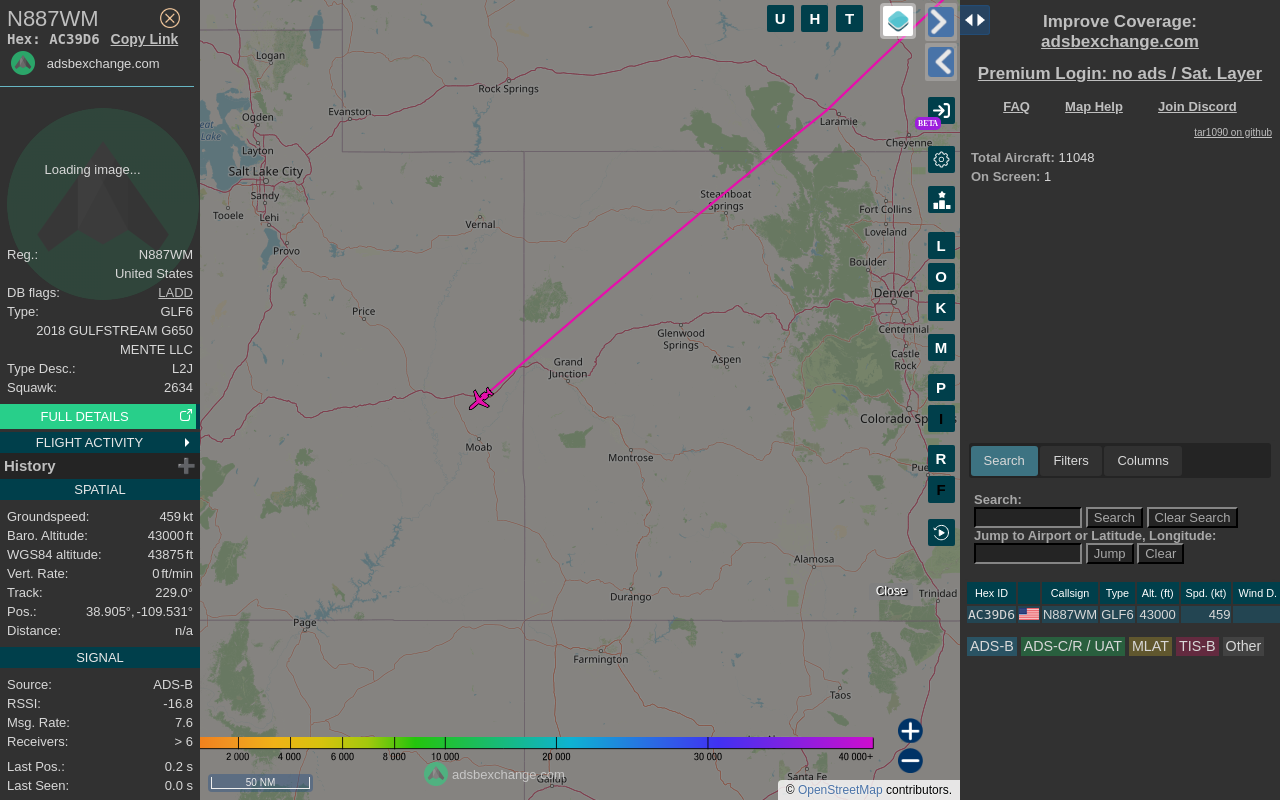 N887WM
Hex: AC39D6 Copy Link
adsbexchange.com
Loading image...
Reg.: N887WM
United States
DB flags: LADD
Type: GLF6
2018 GULFSTREAM G650
MENTE LLC
Type Desc.: L2J
Squawk: 2634
FULL DETAILS
FLIGHT ACTIVITY
History
SPATIAL
Groundspeed: 459 kt
Baro. Altitude: 43000 ft
WGS84 altitude: 43875 ft
Vert. Rate: 0 ft/min
Track: 229.0°
Pos.: 38.905°, -109.531°
Distance: n/a
SIGNAL
Source: ADS-B
RSSI: -16.8
Msg. Rate: 7.6
Receivers: > 6
Last Pos.: 0.2 s
Last Seen: 0.0 s
U H T
Logan
Rock Springs
Evanston
Ogden
Lake
Layton
Salt Lake City
Sandy
Tooele
Lehi
Provo
Vernal
Laramie
Cheyenne
Steamboat
Springs
Fort Collins
Loveland
Boulder
Denver
Centennial
Castle
Rock
Price
Glenwood
Springs
Aspen
Grand
Junction
Moab
Montrose
Colorado
Alamosa
Durango
Trinidad
Page
Farmington
Taos
Santa Fe
Gallup
BETA
L
O
K
M
P
I
R
F
Close
2 000 4 000 6 000 8 000 10 000 20 000 30 000 40 000+
50 NM
adsbexchange.com
© OpenStreetMap contributors.
Improve Coverage:
adsbexchange.com
Premium Login: no ads / Sat. Layer
FAQ Map Help Join Discord
tar1090 on github
Total Aircraft: 11048
On Screen: 1
Search Filters Columns
Search:
Search Clear Search
Jump to Airport or Latitude, Longitude:
Jump Clear
Hex ID Callsign Type Alt. (ft) Spd. (kt) Wind D.
AC39D6 N887WM GLF6 43000 459
ADS-B ADS-C/R / UAT MLAT TIS-B Other